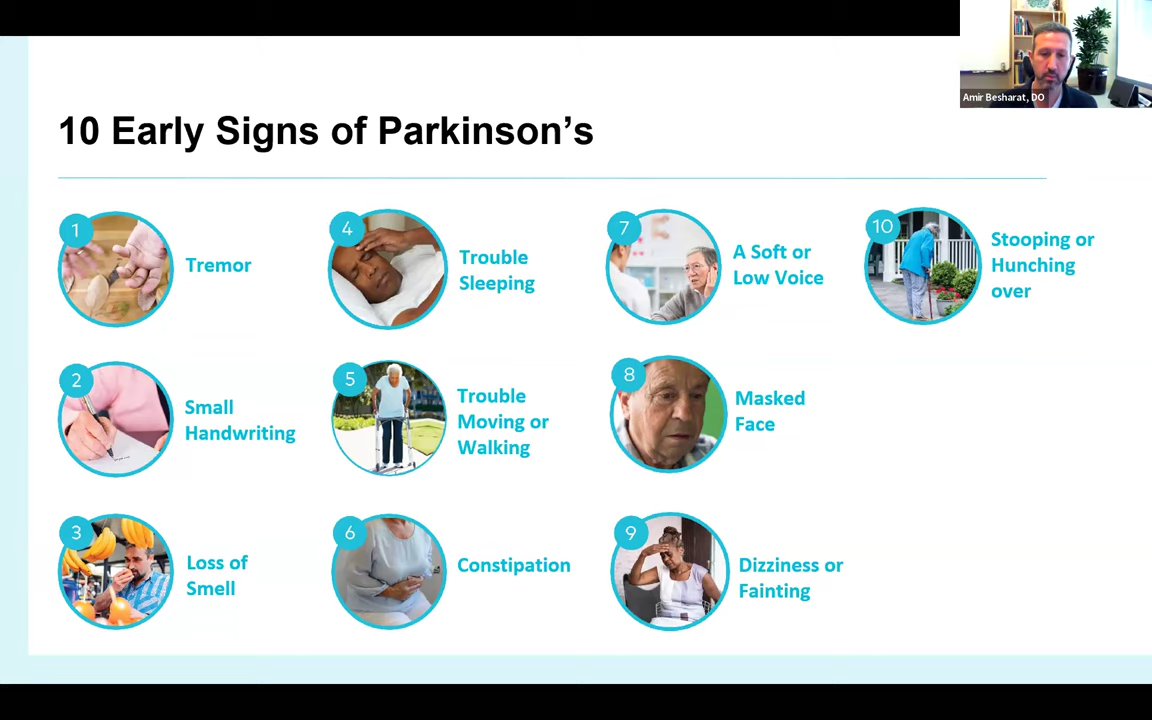 Amir Besharat, DO
10 Early Signs of Parkinson's
1
Tremor
2
Small
Handwriting
3
Loss of
Smell
4
Trouble
Sleeping
5
Trouble
Moving or
Walking
6
Constipation
7
A Soft or
Low Voice
8
Masked
Face
9
Dizziness or
Fainting
10
Stooping or
Hunching
over